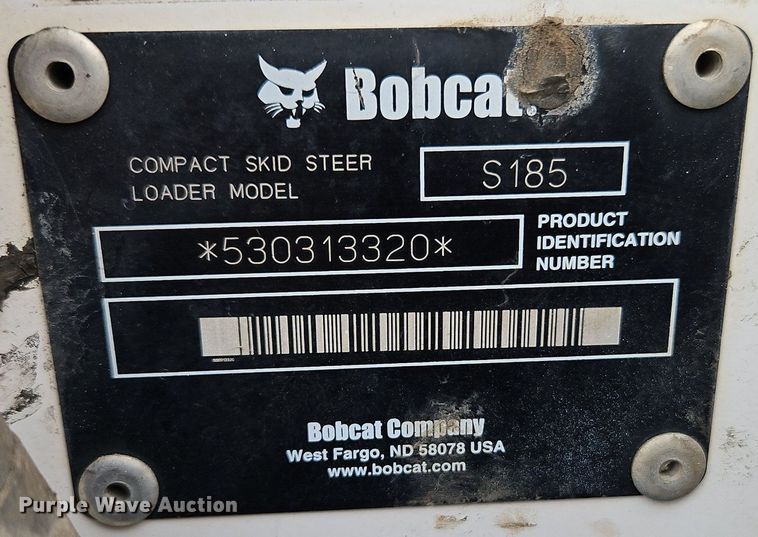 Bobcat.
COMPACT SKID STEER
LOADER MODEL
S185
*530313320*
PRODUCT
IDENTIFICATION
NUMBER
Bobcat Company
West Fargo, ND 58078 USA
www.bobcat.com
Purple Wave Auction